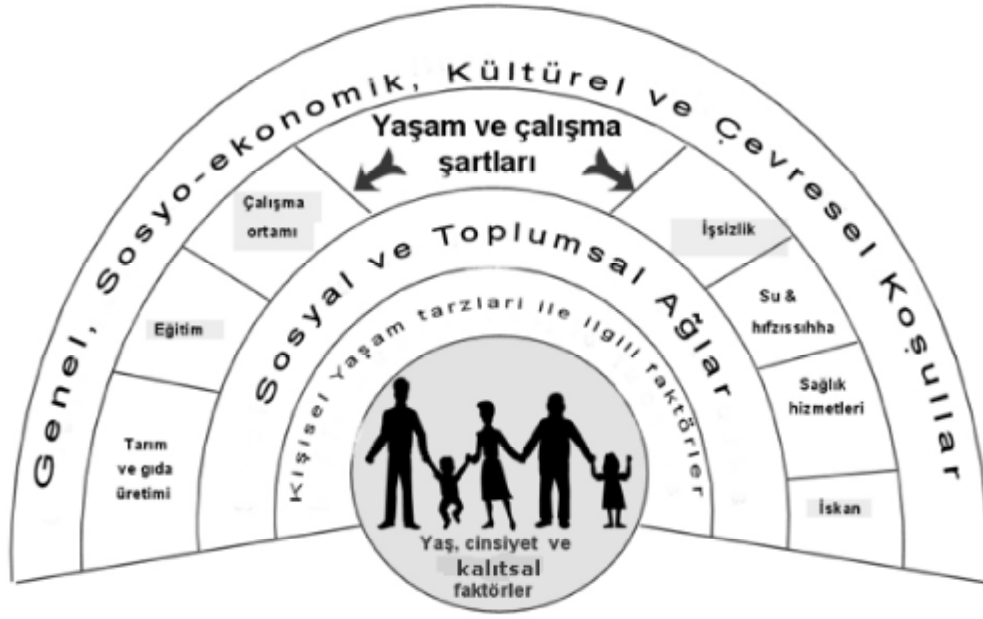 Genel, Sosyo-ekonomik, Kültürel ve Çevresel Koşullar
Yaşam ve çalışma
şartları
Çalışma
ortamı
Eğitim
Tarım
ve gıda
üretimi
İşsizlik
Su &
hıfzıssıhha
Sağlık
hizmetleri
İskan
Sosyal ve Toplumsal Ağlar
Kişisel Yaşam tarzlari ile ilgili faktörler
Yaş, cinsiyet ve
kalıtsal
faktörler